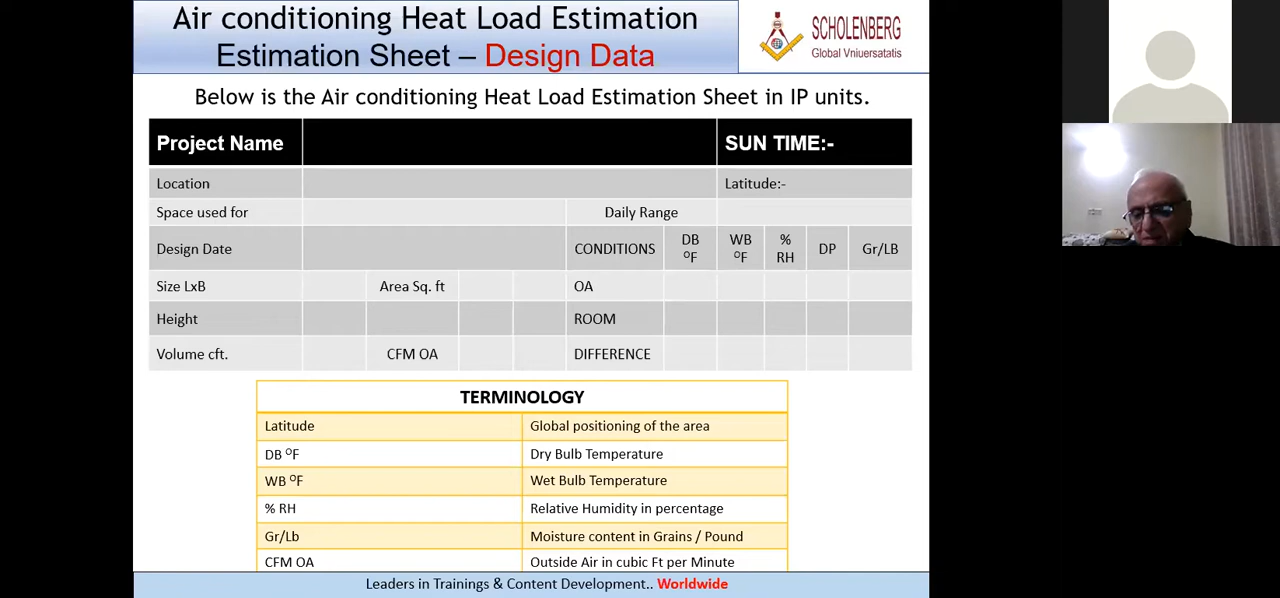 Air conditioning Heat Load Estimation
Estimation Sheet – Design Data
SCHOLENBERG
Global Vniuersatatis
Below is the Air conditioning Heat Load Estimation Sheet in IP units.
Project Name SUN TIME:-
Location Latitude:-
Space used for Daily Range
Design Date CONDITIONS DB ºF WB ºF % RH DP Gr/LB
Size LxB Area Sq. ft OA
Height ROOM
Volume cft. CFM OA DIFFERENCE
TERMINOLOGY
Latitude Global positioning of the area
DB ºF Dry Bulb Temperature
WB ºF Wet Bulb Temperature
% RH Relative Humidity in percentage
Gr/Lb Moisture content in Grains / Pound
CFM OA Outside Air in cubic Ft per Minute
Leaders in Trainings & Content Development.. Worldwide